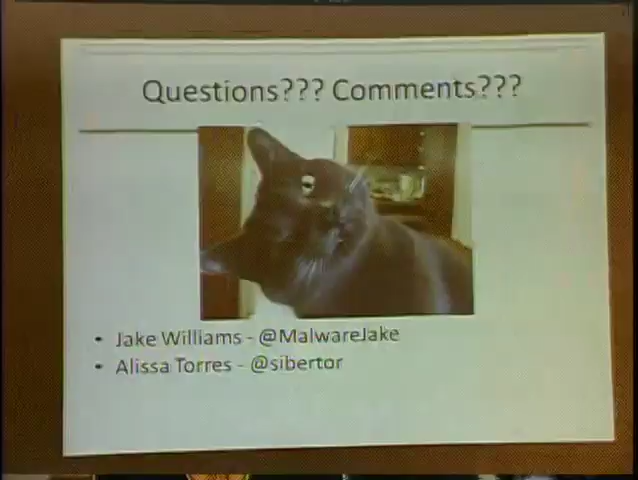 Questions??? Comments???
• Jake Williams - @MalwareJake
• Alissa Torres - @sibertor